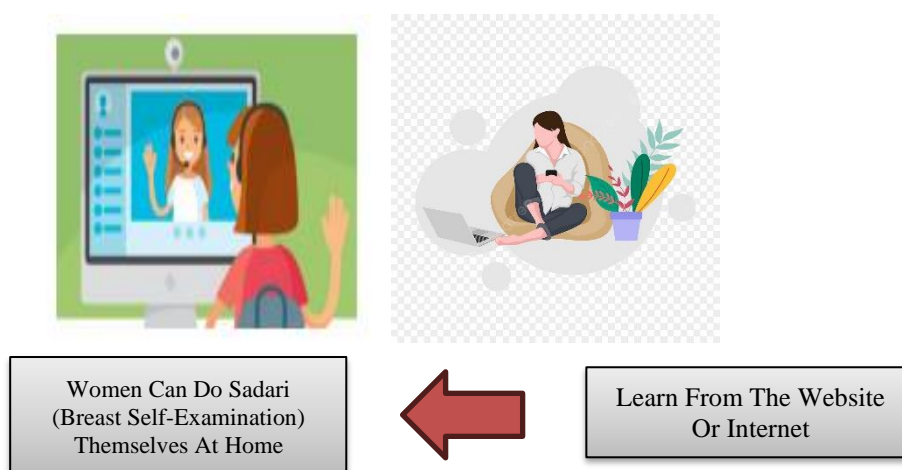 Women Can Do Sadari
(Breast Self-Examination)
Themselves At Home
Learn From The Website
Or Internet